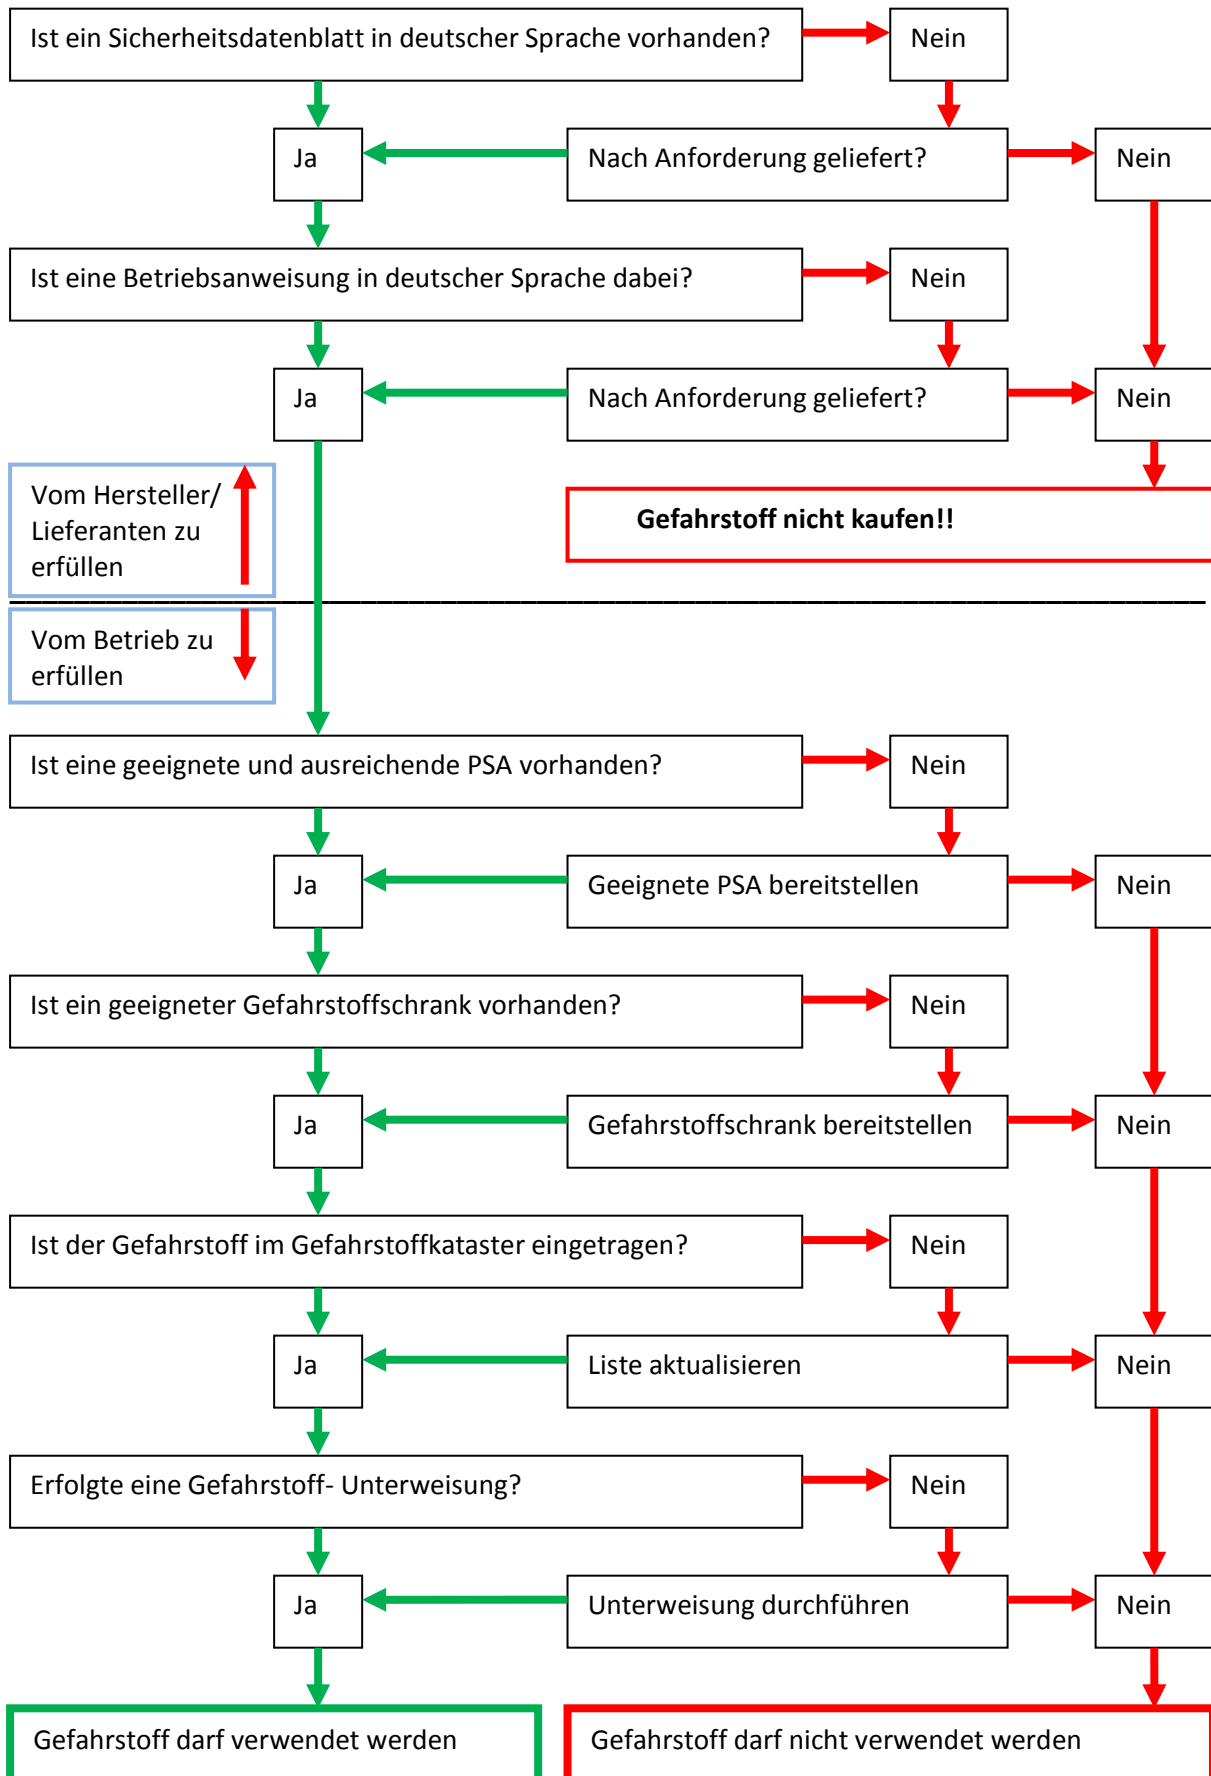 Ist ein Sicherheitsdatenblatt in deutscher Sprache vorhanden?
Nein
Ja
Nach Anforderung geliefert?
Nein
Ist eine Betriebsanweisung in deutscher Sprache dabei?
Nein
Ja
Nach Anforderung geliefert?
Nein
Vom Hersteller/
Lieferanten zu
erfüllen
Gefahrstoff nicht kaufen!!
Vom Betrieb zu
erfüllen
Ist eine geeignete und ausreichende PSA vorhanden?
Nein
Ja
Geeignete PSA bereitstellen
Nein
Ist ein geeigneter Gefahrstoffschrank vorhanden?
Nein
Ja
Gefahrstoffschrank bereitstellen
Nein
Ist der Gefahrstoff im Gefahrstoffkataster eingetragen?
Nein
Ja
Liste aktualisieren
Nein
Erfolgte eine Gefahrstoff- Unterweisung?
Nein
Ja
Unterweisung durchführen
Nein
Gefahrstoff darf verwendet werden
Gefahrstoff darf nicht verwendet werden